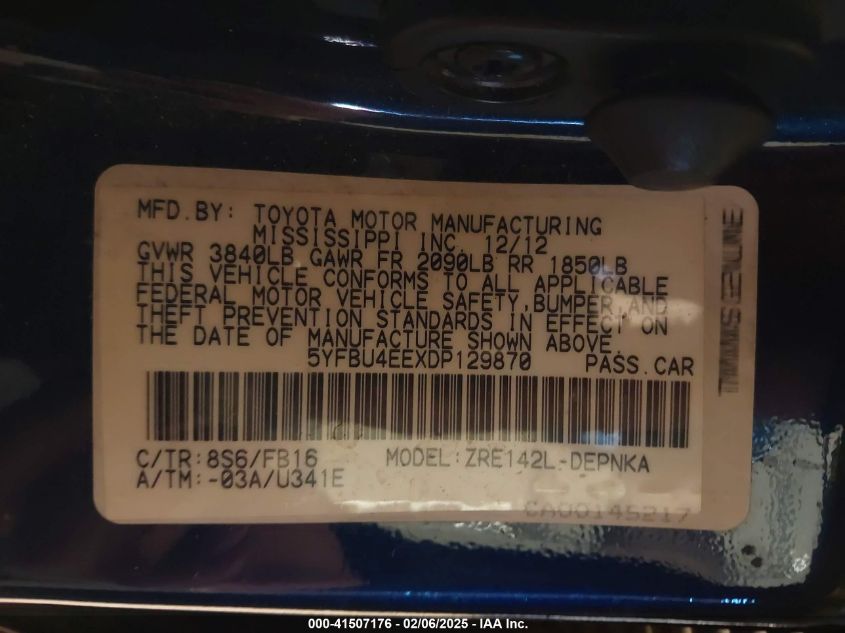 MFD.BY: TOYOTA MOTOR MANUFACTURING
MISSISSIPPI INC. 12/12
GVWR 3840LB GAWR FR 2090LB RR 1850LB
THIS VEHICLE CONFORMS TO ALL APPLICABLE
FEDERAL MOTOR VEHICLE SAFETY, BUMPER, AND
THEFT PREVENTION STANDARDS IN EFFECT ON
THE DATE OF MANUFACTURE SHOWN ABOVE.
5YFBU4EEXDP129870 PASS.CAR
C/TR:8S6/FB16 MODEL:ZRE142L-DEPNKA
A/TM:-03A/U341E
CA00145217
000-41507176 - 02/06/2025 - IAA Inc.